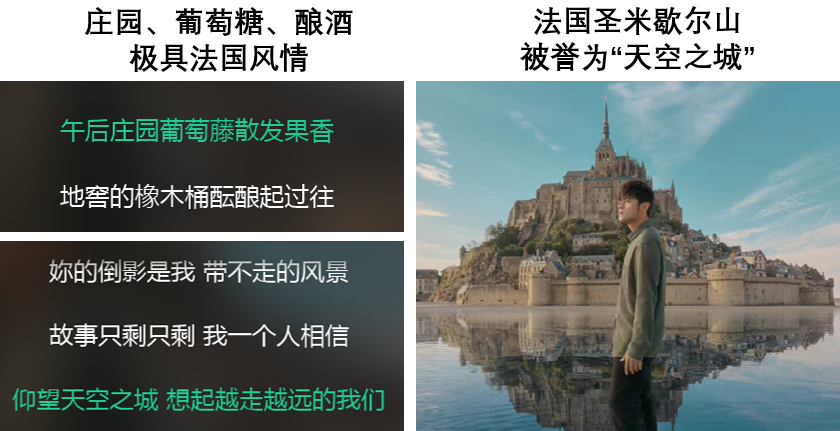 庄园、葡萄糖、酿酒
极具法国风情
午后庄园葡萄藤散发果香
地窖的橡木桶酝酿起过往
妳的倒影是我 带不走的风景
故事只剩只剩 我一个人相信
仰望天空之城 想起越走越远的我们
法国圣米歇尔山
被誉为“天空之城”